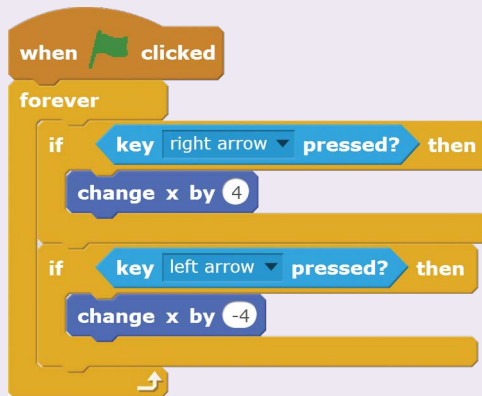 when clicked
forever
if key right arrow pressed? then
change x by 4
if key left arrow pressed? then
change x by -4